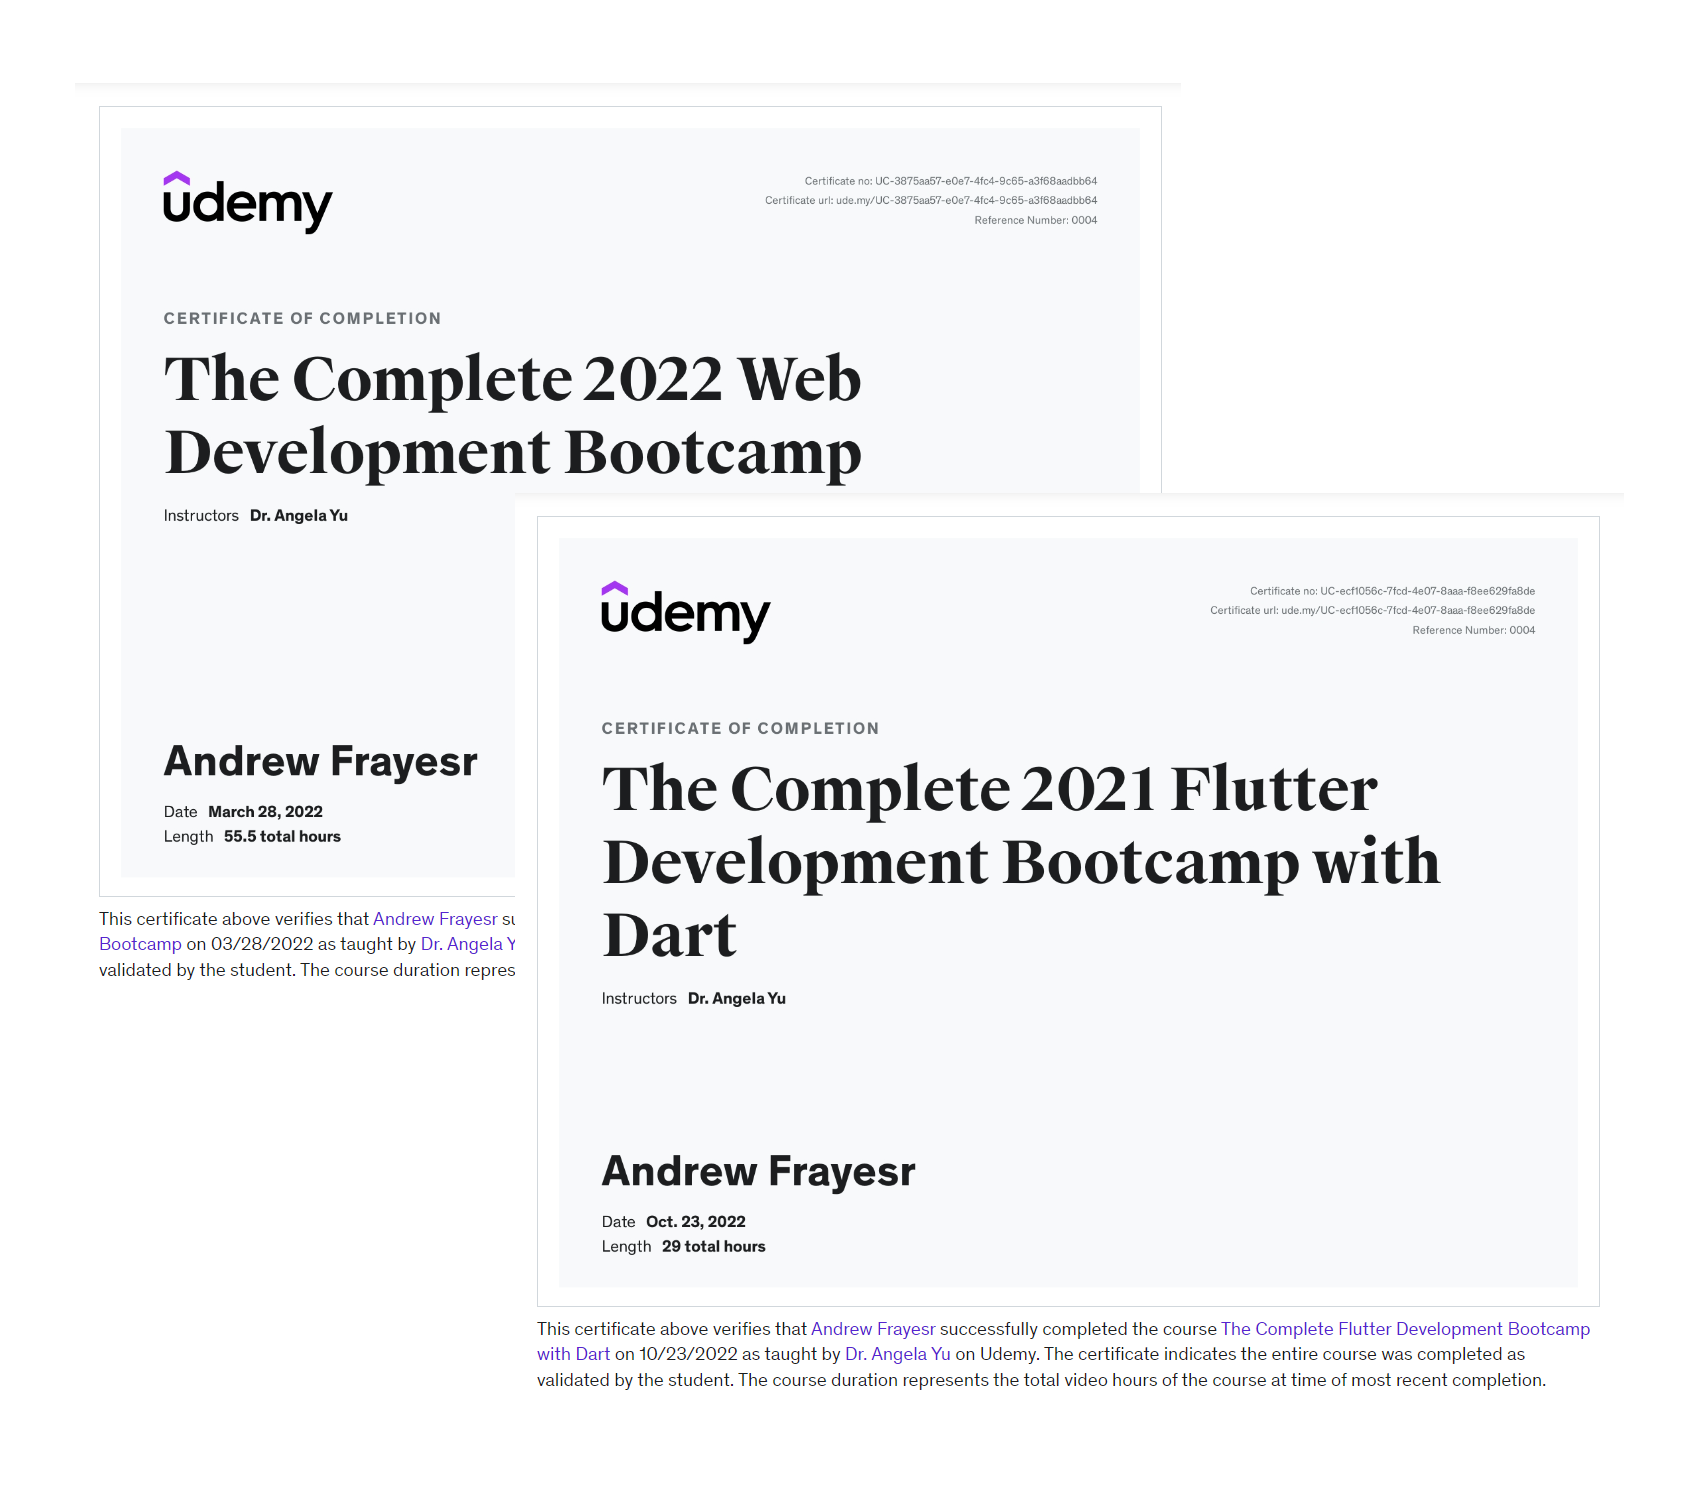 udemy
Certificate no: UC-3875aa57-e0e7-4fc4-9c65-a3f68aadbb64
Certificate url: ude.my/UC-3875aa57-e0e7-4fc4-9c65-a3f68aadbb64
Reference Number: 0004
CERTIFICATE OF COMPLETION
The Complete 2022 Web
Development Bootcamp
Instructors Dr. Angela Yu
Andrew Frayesr
Date March 28, 2022
Length 55.5 total hours
This certificate above verifies that Andrew Frayesr su
Bootcamp on 03/28/2022 as taught by Dr. Angela Y
validated by the student. The course duration repres
udemy
Certificate no: UC-ecf1056c-7fcd-4e07-8aaa-f8ee629fa8de
Certificate url: ude.my/UC-ecf1056c-7fcd-4e07-8aaa-f8ee629fa8de
Reference Number: 0004
CERTIFICATE OF COMPLETION
The Complete 2021 Flutter
Development Bootcamp with
Dart
Instructors Dr. Angela Yu
Andrew Frayesr
Date Oct. 23, 2022
Length 29 total hours
This certificate above verifies that Andrew Frayesr successfully completed the course The Complete Flutter Development Bootcamp
with Dart on 10/23/2022 as taught by Dr. Angela Yu on Udemy. The certificate indicates the entire course was completed as
validated by the student. The course duration represents the total video hours of the course at time of most recent completion.